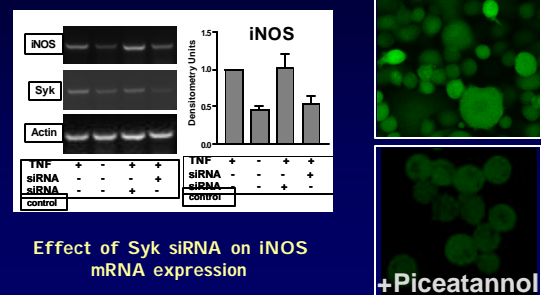 iNOS
Syk
Actin
TNF + - + +
siRNA - - - +
siRNA - - + -
control
iNOS
Densitometry Units
1.5
1.0
0.5
0.0
TNF + - + +
siRNA - - - +
siRNA - - + -
control
Effect of Syk siRNA on iNOS
mRNA expression
+Piceatannol